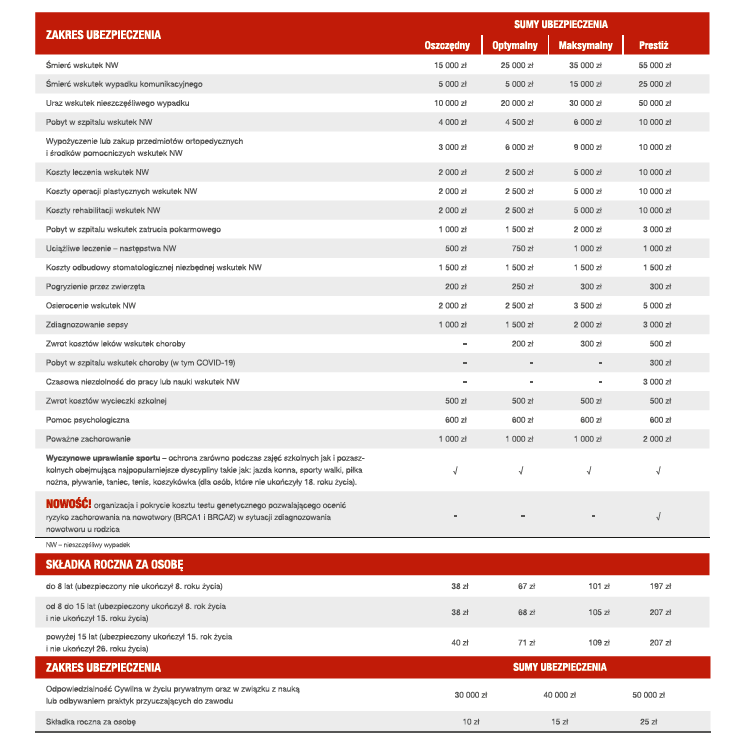 ZAKRES UBEZPIECZENIA SUMY UBEZPIECZENIA
Oszczędny Optymalny Maksymalny Prestiż
Śmierć wskutek NW 15 000 zł 25 000 zł 35 000 zł 55 000 zł
Śmierć wskutek wypadku komunikacyjnego 5 000 zł 5 000 zł 15 000 zł 25 000 zł
Uraz wskutek nieszczęśliwego wypadku 10 000 zł 20 000 zł 30 000 zł 50 000 zł
Pobyt w szpitalu wskutek NW 4 000 zł 4 500 zł 6 000 zł 10 000 zł
Wypożyczenie lub zakup przedmiotów ortopedycznych
i środków pomocniczych wskutek NW 3 000 zł 6 000 zł 9 000 zł 10 000 zł
Koszty leczenia wskutek NW 2 000 zł 2 500 zł 5 000 zł 10 000 zł
Koszty operacji plastycznych wskutek NW 2 000 zł 2 500 zł 5 000 zł 10 000 zł
Koszty rehabilitacji wskutek NW 2 000 zł 2 500 zł 5 000 zł 10 000 zł
Pobyt w szpitalu wskutek zatrucia pokarmowego 1 000 zł 1 500 zł 2 000 zł 3 000 zł
Uciążliwe leczenie – następstwa NW 500 zł 750 zł 1 000 zł 1 000 zł
Koszty odbudowy stomatologicznej niezbędnej wskutek NW 1 500 zł 1 500 zł 1 500 zł 1 500 zł
Pogryzienie przez zwierzęta 200 zł 250 zł 300 zł 300 zł
Osierocenie wskutek NW 2 000 zł 2 500 zł 3 500 zł 5 000 zł
Zdiagnozowanie sepsy 1 000 zł 1 500 zł 2 000 zł 3 000 zł
Zwrot kosztów leków wskutek choroby - 200 zł 300 zł 500 zł
Pobyt w szpitalu wskutek choroby (w tym COVID-19) - - - 300 zł
Czasowa niezdolność do pracy lub nauki wskutek NW - - - 3 000 zł
Zwrot kosztów wycieczki szkolnej 500 zł 500 zł 500 zł 500 zł
Pomoc psychologiczna 600 zł 600 zł 600 zł 600 zł
Poważne zachorowanie 1 000 zł 1 000 zł 1 000 zł 2 000 zł
Wyczynowe uprawianie sportu – ochrona zarówno podczas zajęć szkolnych jak i pozasz-
kolnych obejmująca najpopularniejsze dyscypliny takie jak: jazda konna, sporty walki, piłka √ √ √ √
nożna, pływanie, taniec, tenis, koszykówka (dla osób, które nie ukończyły 18. roku życia).
NOWOŚĆ! organizacja i pokrycie kosztu testu genetycznego pozwalającego ocenić
ryzyko zachorowania na nowotwory (BRCA1 i BRCA2) w sytuacji zdiagnozowania - - - √
nowotworu u rodzica
NW – nieszczęśliwy wypadek
SKŁADKA ROCZNA ZA OSOBĘ
do 8 lat (ubezpieczony nie ukończył 8. roku życia) 38 zł 67 zł 101 zł 197 zł
od 8 do 15 lat (ubezpieczony ukończył 8. rok życia
i nie ukończył 15. roku życia) 38 zł 68 zł 105 zł 207 zł
powyżej 15 lat (ubezpieczony ukończył 15. rok życia
i nie ukończył 26. roku życia) 40 zł 71 zł 109 zł 207 zł
ZAKRES UBEZPIECZENIA SUMY UBEZPIECZENIA
Odpowiedzialność Cywilna w życiu prywatnym oraz w związku z nauką
lub odbywaniem praktyk przyuczających do zawodu 30 000 zł 40 000 zł 50 000 zł
Składka roczna za osobę 10 zł 15 zł 25 zł